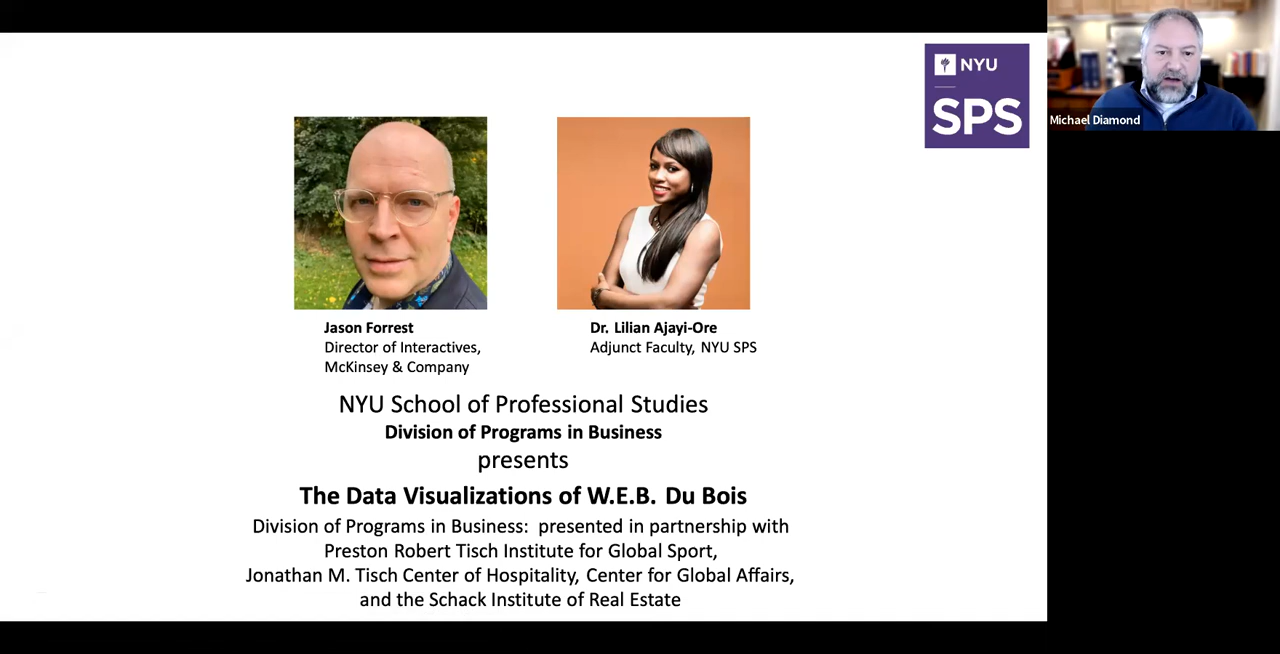 NYU
SPS
Michael Diamond
Jason Forrest
Director of Interactives,
McKinsey & Company
Dr. Lilian Ajayi-Ore
Adjunct Faculty, NYU SPS
NYU School of Professional Studies
Division of Programs in Business
presents
The Data Visualizations of W.E.B. Du Bois
Division of Programs in Business: presented in partnership with
Preston Robert Tisch Institute for Global Sport,
Jonathan M. Tisch Center of Hospitality, Center for Global Affairs,
and the Schack Institute of Real Estate